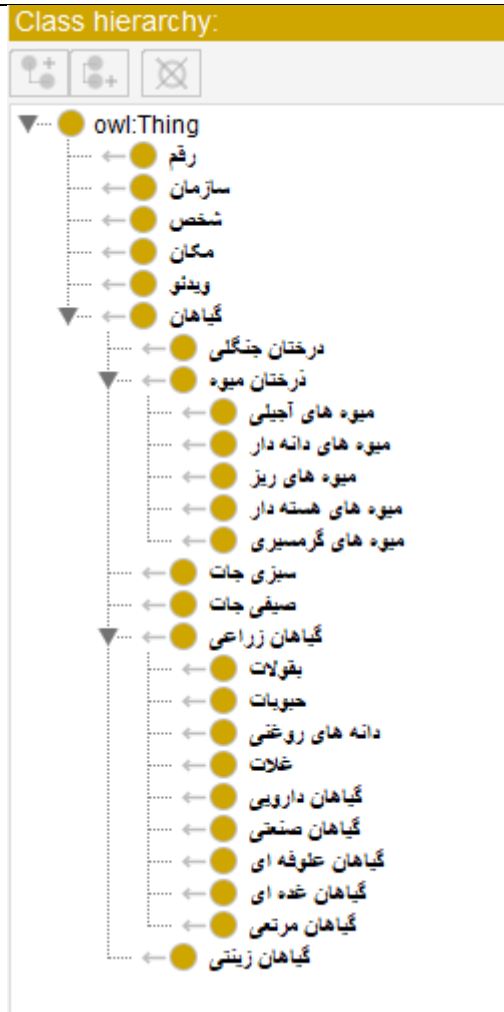 Class hierarchy:
owl:Thing
رقم
سازمان
شخص
مکان
ویدئو
گیاهان
درختان جنگلی
درختان میوه
میوه های آجیلی
میوه های دانه دار
میوه های ریز
میوه های هسته دار
میوه های گرمسیری
سبزی جات
صیفی جات
گیاهان زراعی
بقولات
حبوبات
دانه های روغنی
غلات
گیاهان دارویی
گیاهان صنعتی
گیاهان علوفه ای
گیاهان غده ای
گیاهان مرتعی
گیاهان زینتی